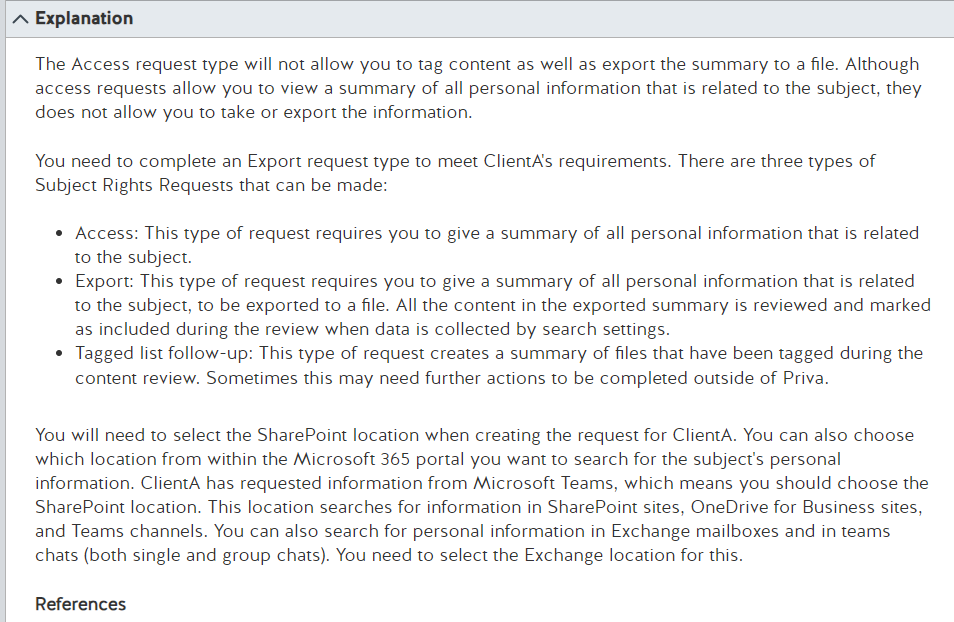 Explanation
The Access request type will not allow you to tag content as well as export the summary to a file. Although
access requests allow you to view a summary of all personal information that is related to the subject, they
does not allow you to take or export the information.
You need to complete an Export request type to meet ClientA's requirements. There are three types of
Subject Rights Requests that can be made:
• Access: This type of request requires you to give a summary of all personal information that is related
to the subject.
• Export: This type of request requires you to give a summary of all personal information that is related
to the subject, to be exported to a file. All the content in the exported summary is reviewed and marked
as included during the review when data is collected by search settings.
• Tagged list follow-up: This type of request creates a summary of files that have been tagged during the
content review. Sometimes this may need further actions to be completed outside of Priva.
You will need to select the SharePoint location when creating the request for ClientA. You can also choose
which location from within the Microsoft 365 portal you want to search for the subject's personal
information. ClientA has requested information from Microsoft Teams, which means you should choose the
SharePoint location. This location searches for information in SharePoint sites, OneDrive for Business sites,
and Teams channels. You can also search for personal information in Exchange mailboxes and in teams
chats (both single and group chats). You need to select the Exchange location for this.
References